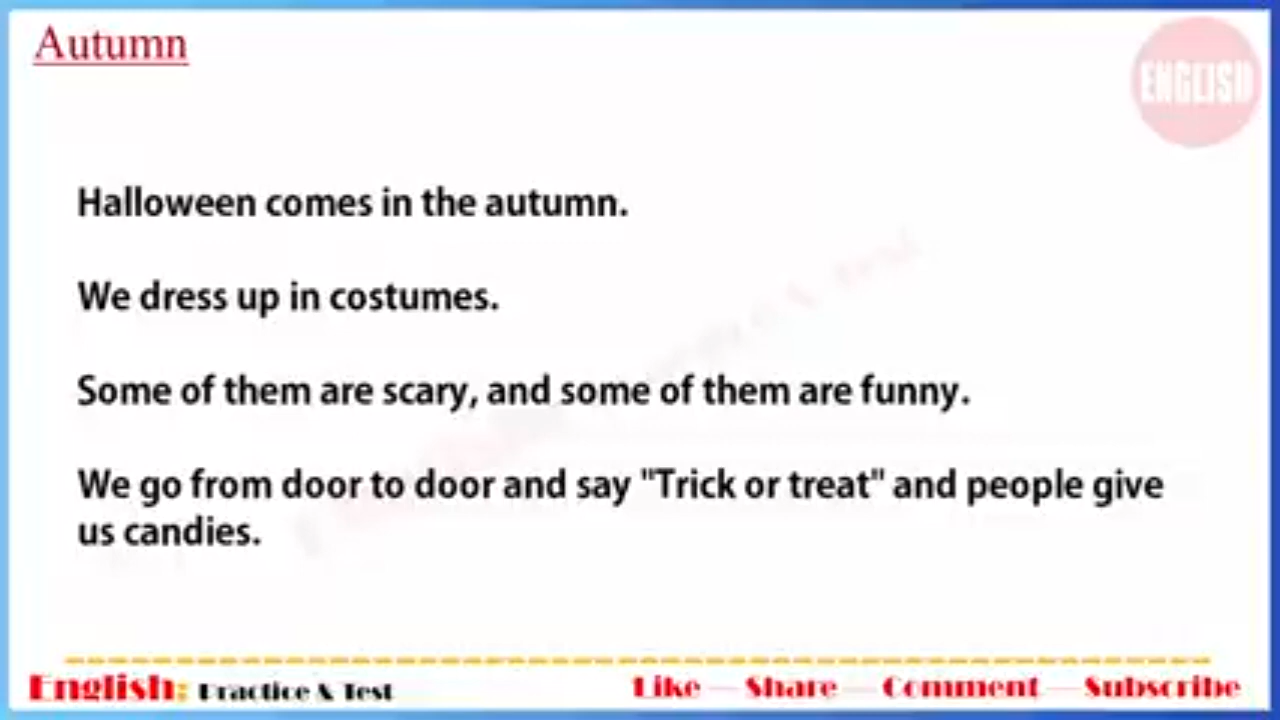 Autumn
ENGLISH
Halloween comes in the autumn.
We dress up in costumes.
Some of them are scary, and some of them are funny.
We go from door to door and say "Trick or treat" and people give
us candies.
English: Practice & Test
Like — Share — Comment — Subscribe